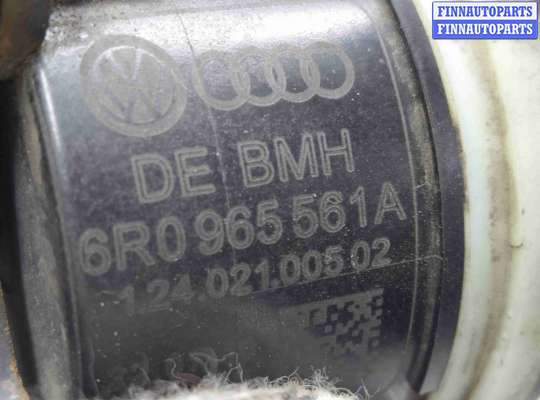 FINNAUTOPARTS
FINNAUTOPARTS
DE BMH
6R0 965 561A
1.24.021.005 02